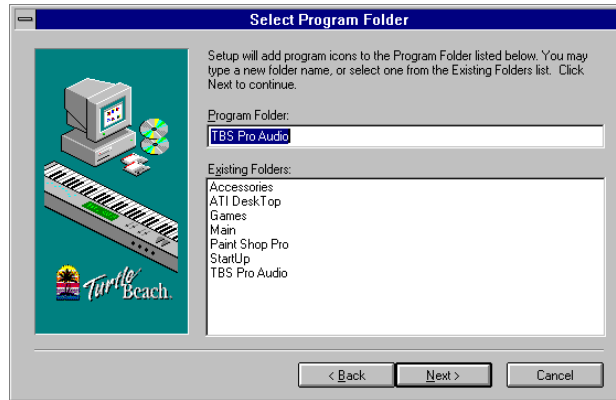 Select Program Folder
Setup will add program icons to the Program Folder listed below. You may
type a new folder name, or select one from the Existing Folders list. Click
Next to continue.
Program Folder:
TBS Pro Audio
Existing Folders:
Accessories
ATI DeskTop
Games
Main
Paint Shop Pro
StartUp
TBS Pro Audio
Turtle
Beach.
< Back
Next >
Cancel